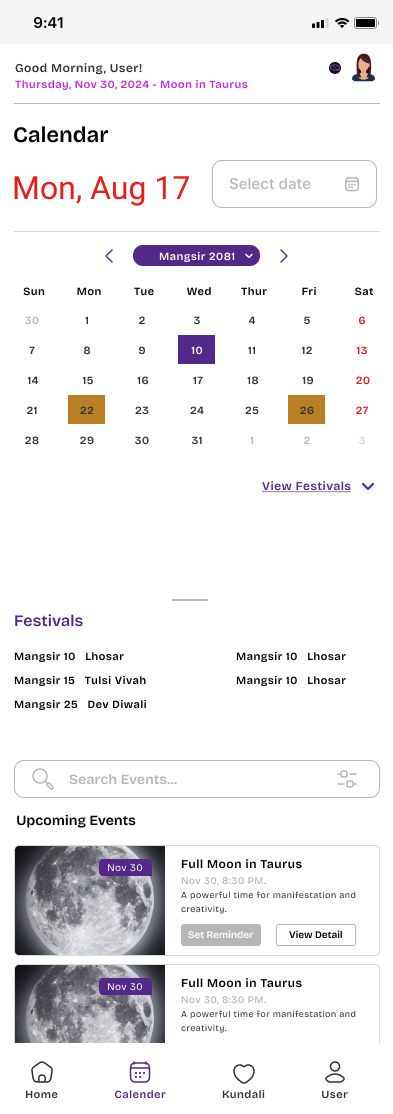 9:41
Good Morning, User!
Thursday, Nov 30, 2024 - Moon in Taurus
Calendar
Mon, Aug 17
Select date
Mangsir 2081
Sun Mon Tue Wed Thur Fri Sat
30 1 2 3 4 5 6
7 8 9 10 11 12 13
14 15 16 17 18 19 20
21 22 23 24 25 26 27
28 29 30 31 1 2 3
View Festivals
Festivals
Mangsir 10 Lhosar Mangsir 10 Lhosar
Mangsir 15 Tulsi Vivah Mangsir 10 Lhosar
Mangsir 25 Dev Diwali
Search Events...
Upcoming Events
Nov 30
Full Moon in Taurus
Nov 30, 8:30 PM.
A powerful time for manifestation and
creativity.
Set Reminder View Detail
Nov 30
Full Moon in Taurus
Nov 30, 8:30 PM.
A powerful time for manifestation and
creativity.
Home Calender Kundali User